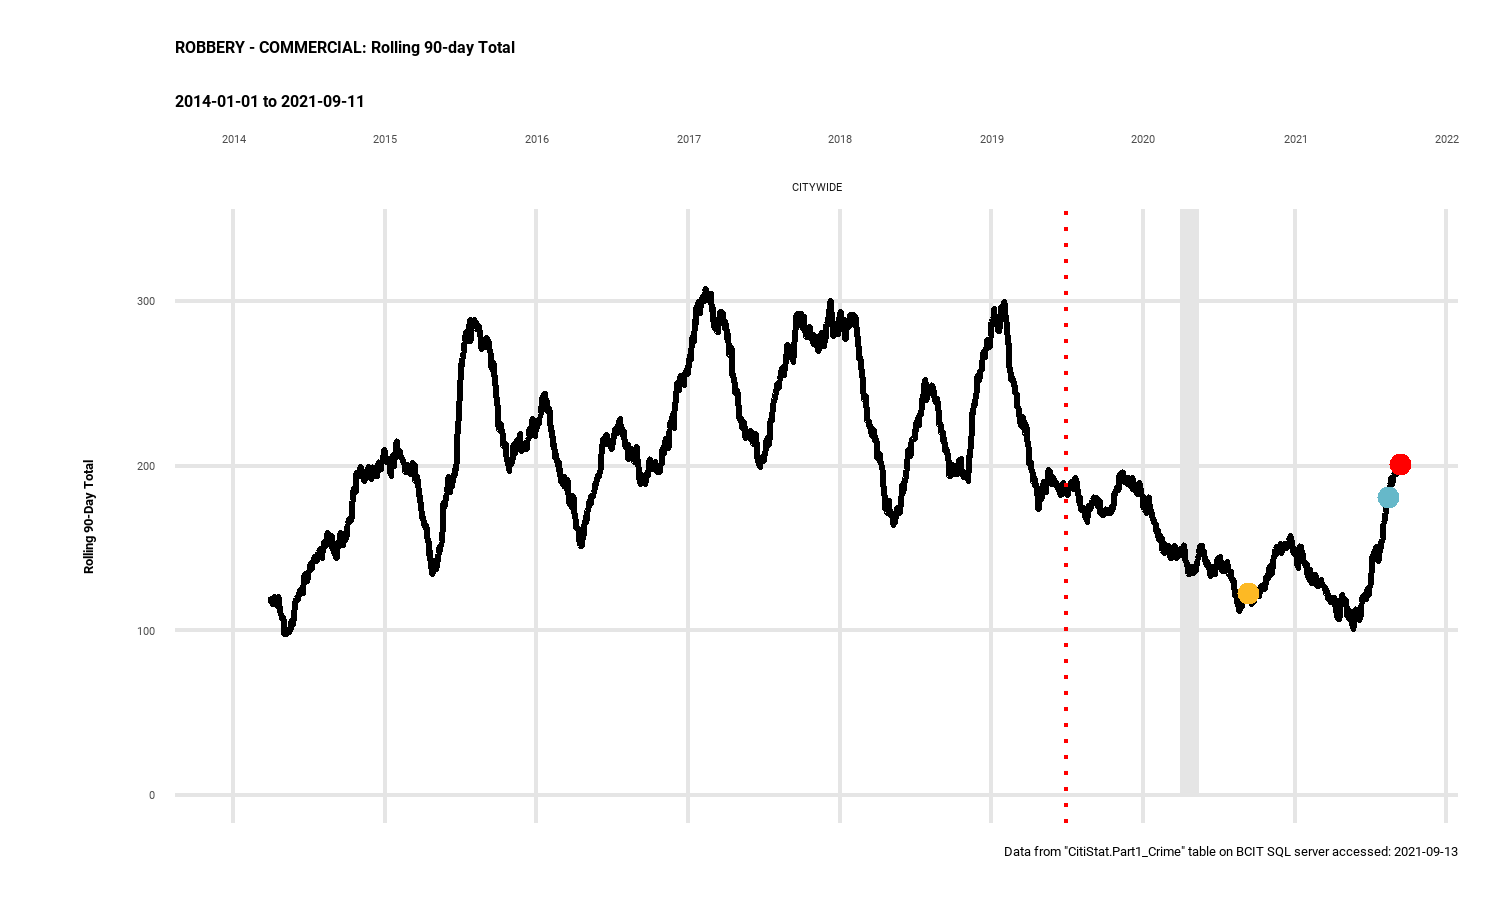 ROBBERY - COMMERCIAL: Rolling 90-day Total
2014-01-01 to 2021-09-11
2014 2015 2016 2017 2018 2019 2020 2021 2022
CITYWIDE
300
200
100
0
Rolling 90-Day Total
Data from "CitiStat.Part1_Crime" table on BCIT SQL server accessed: 2021-09-13